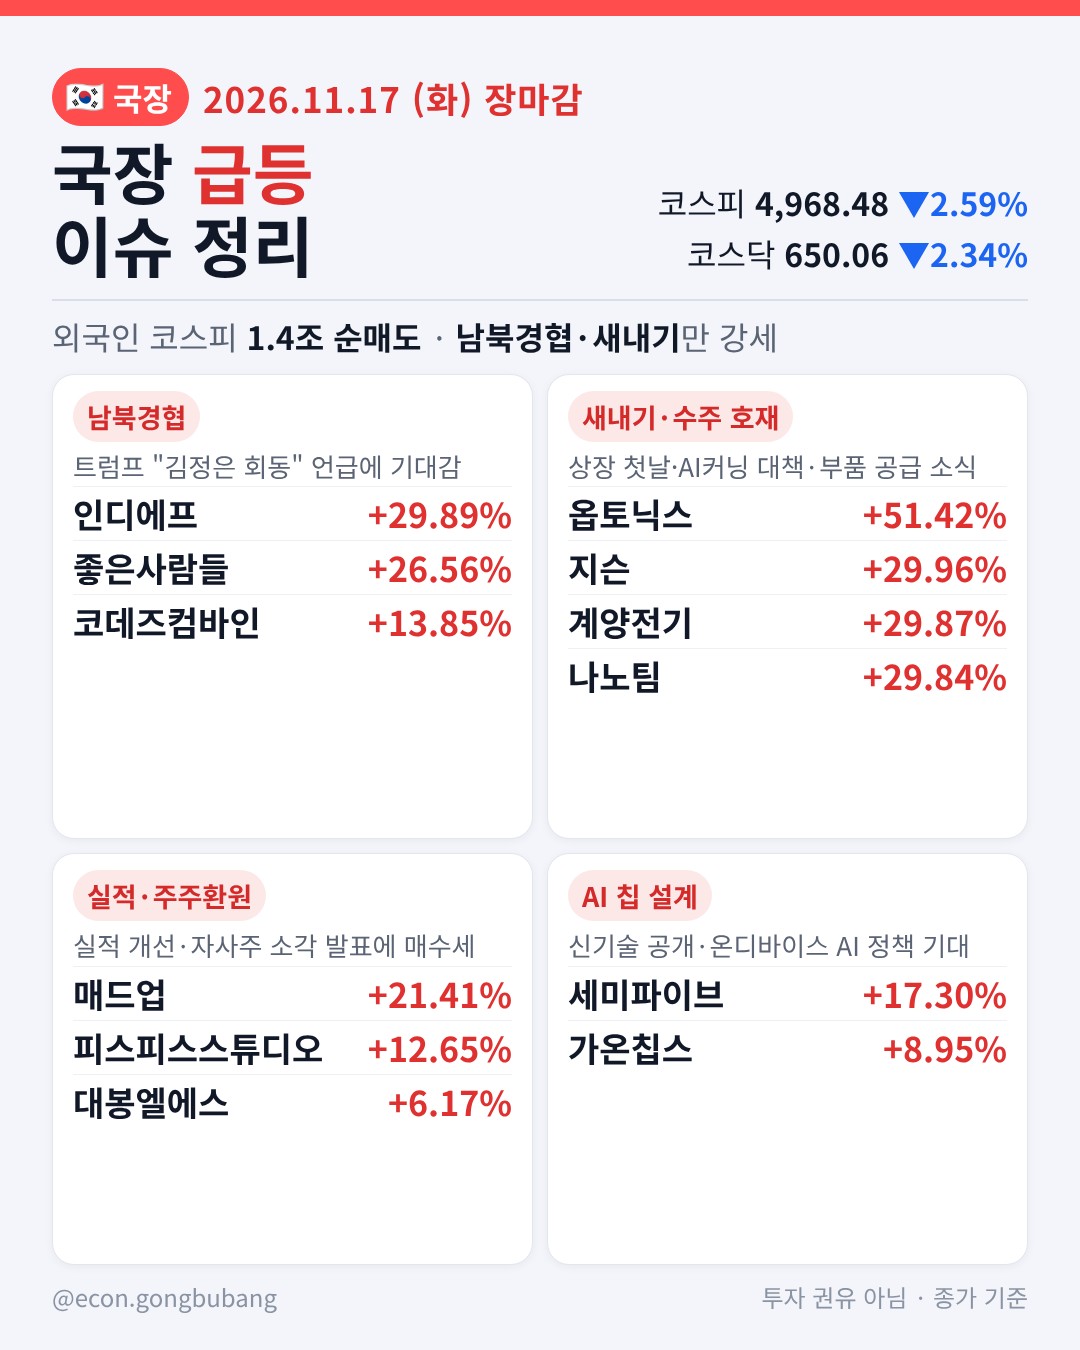 국장 2026.11.17 (화) 장마감
국장 급등
이슈 정리
코스피 4,968.48 ▼2.59%
코스닥 650.06 ▼2.34%
외국인 코스피 1.4조 순매도 · 남북경협·새내기만 강세
남북경협
트럼프 "김정은 회동" 언급에 기대감
인디에프 +29.89%
좋은사람들 +26.56%
코데즈컴바인 +13.85%
새내기·수주 호재
상장 첫날·AI커닝 대책·부품 공급 소식
옵토닉스 +51.42%
지슨 +29.96%
계양전기 +29.87%
나노팀 +29.84%
실적·주주환원
실적 개선·자사주 소각 발표에 매수세
매드업 +21.41%
피스피스스튜디오 +12.65%
대봉엘에스 +6.17%
AI 칩 설계
신기술 공개·온디바이스 AI 정책 기대
세미파이브 +17.30%
가온칩스 +8.95%
@econ.gongbubang
투자 권유 아님 · 종가 기준